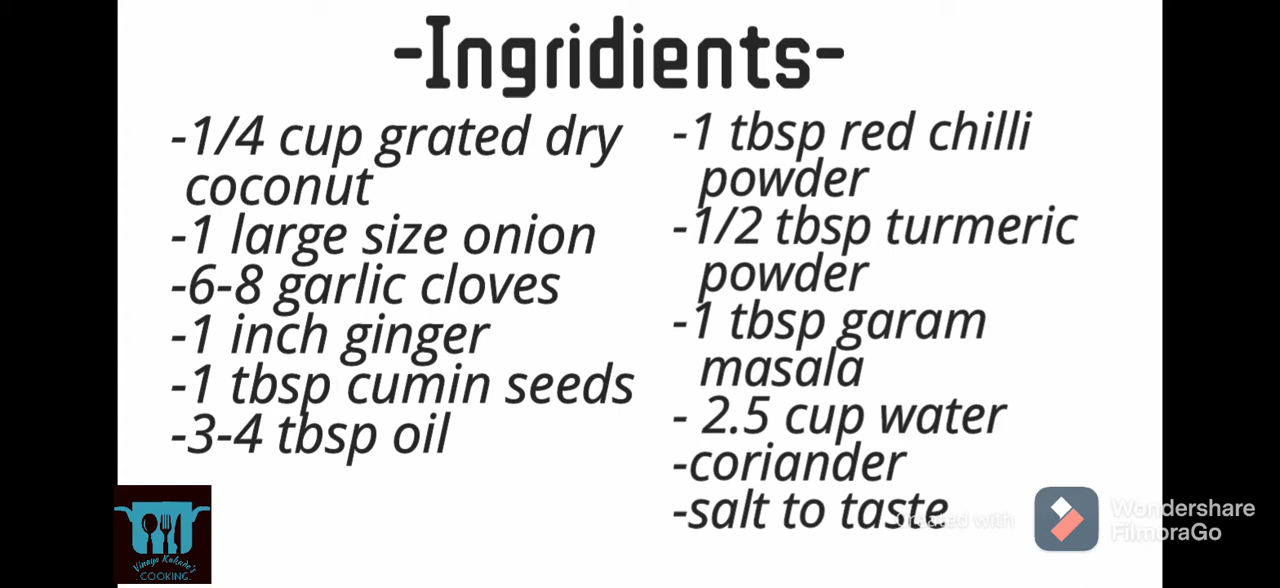 -Ingridients-
-1/4 cup grated dry
coconut
-1 large size onion
-6-8 garlic cloves
-1 inch ginger
-1 tbsp cumin seeds
-3-4 tbsp oil
-1 tbsp red chilli
powder
-1/2 tbsp turmeric
powder
-1 tbsp garam
masala
- 2.5 cup water
-coriander
-salt to taste
Created with
Wondershare
FilmoraGo
Vinaya Kokade's
COOKING